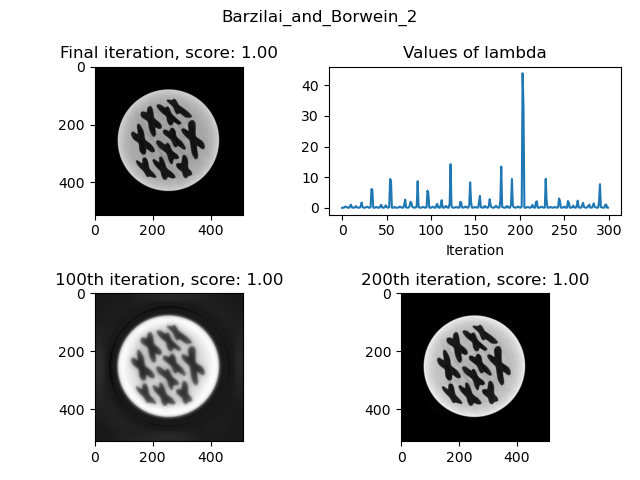 Barzilai_and_Borwein_2
Final iteration, score: 1.00
0
200
400
0 200 400
Values of lambda
40
30
20
10
0
0 50 100 150 200 250 300
Iteration
100th iteration, score: 1.00
0
200
400
0 200 400
200th iteration, score: 1.00
0
200
400
0 200 400